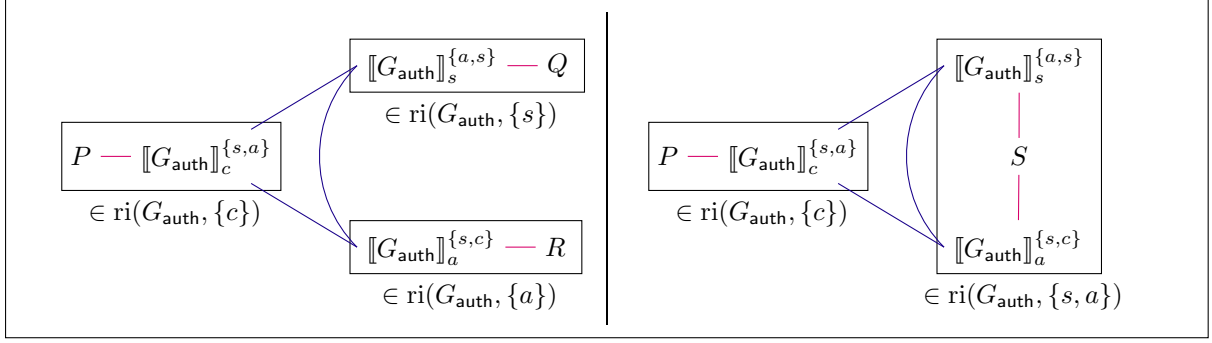 ⟦G_auth⟧_s^{a,s} — Q
∈ ri(G_auth, {s})
P — ⟦G_auth⟧_c^{s,a}
∈ ri(G_auth, {c})
⟦G_auth⟧_a^{s,c} — R
∈ ri(G_auth, {a})
⟦G_auth⟧_s^{a,s}
P — ⟦G_auth⟧_c^{s,a}
S
∈ ri(G_auth, {c})
⟦G_auth⟧_a^{s,c}
∈ ri(G_auth, {s, a})